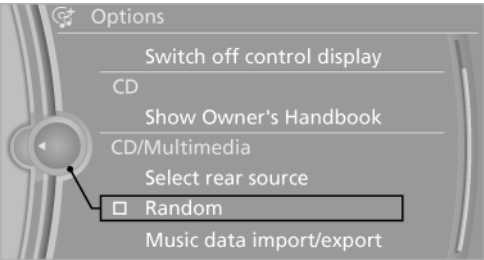 Options
Switch off control display
CD
Show Owner's Handbook
CD/Multimedia
Select rear source
Random
Music data import/export